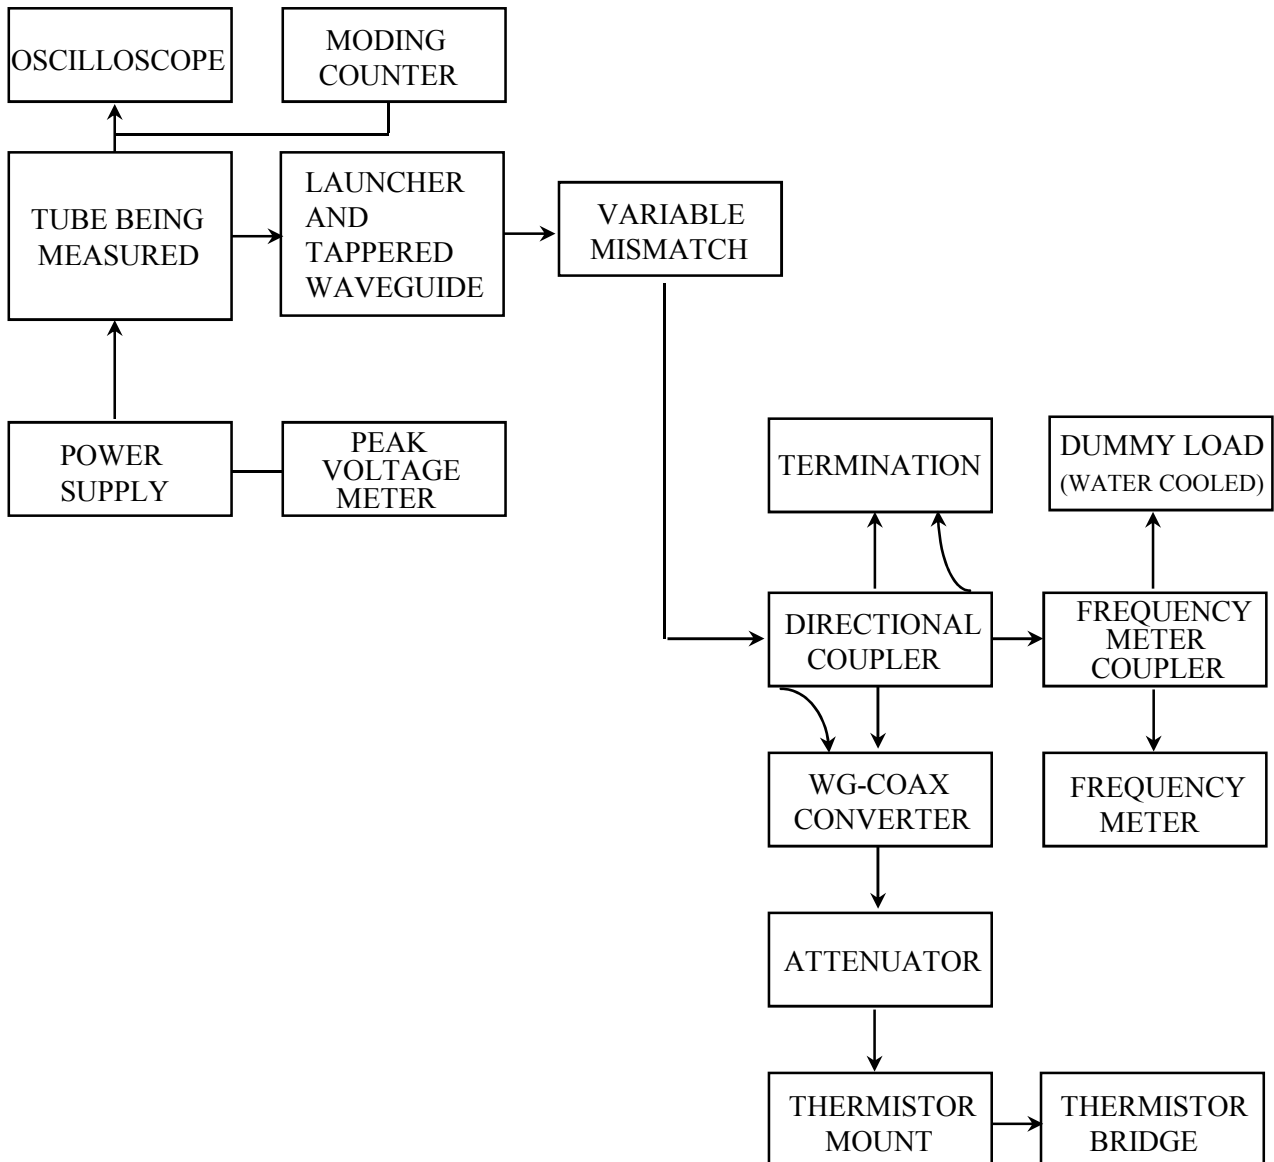 OSCILLOSCOPE
MODING
COUNTER
TUBE BEING
MEASURED
LAUNCHER
AND
TAPPERED
WAVEGUIDE
VARIABLE
MISMATCH
POWER
SUPPLY
PEAK
VOLTAGE
METER
TERMINATION
DUMMY LOAD
(WATER COOLED)
DIRECTIONAL
COUPLER
FREQUENCY
METER
COUPLER
WG-COAX
CONVERTER
FREQUENCY
METER
ATTENUATOR
THERMISTOR
MOUNT
THERMISTOR
BRIDGE